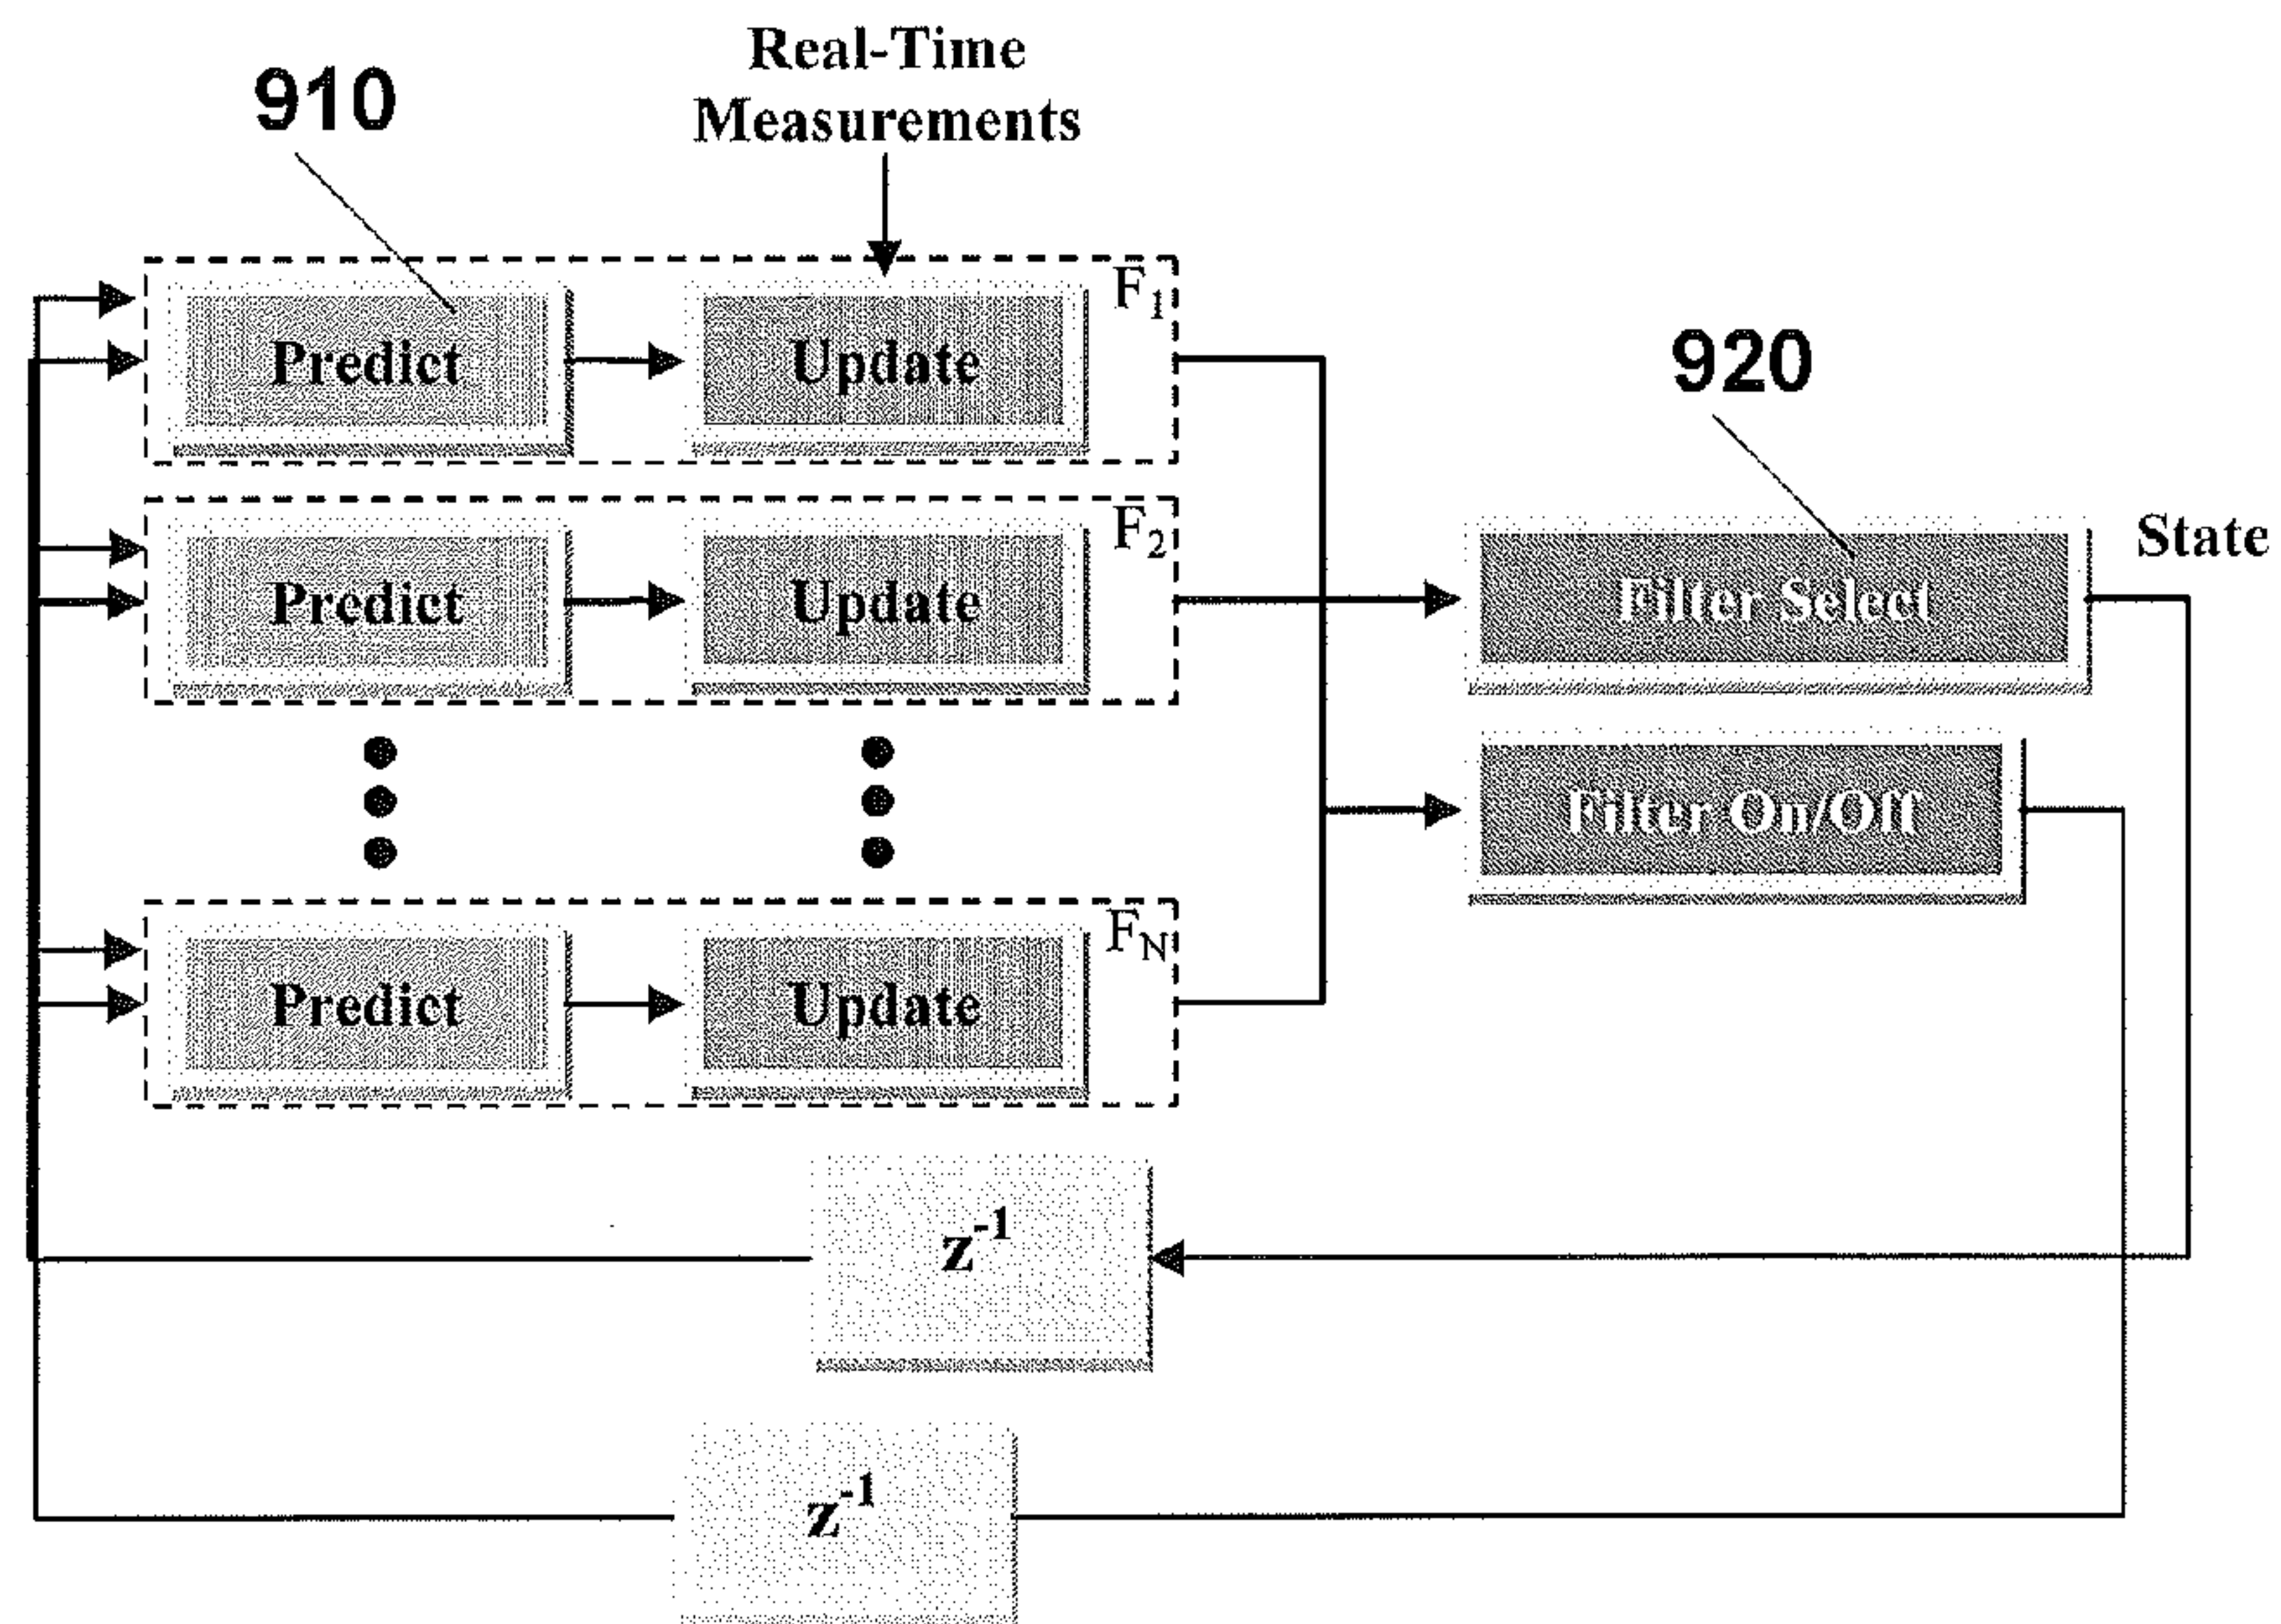 Real-Time
Measurements
910
F1
Predict
Update
920
F2
State
Predict
Update
Filter Select
Filter On/Off
FN
Predict
Update
z-1
z-1